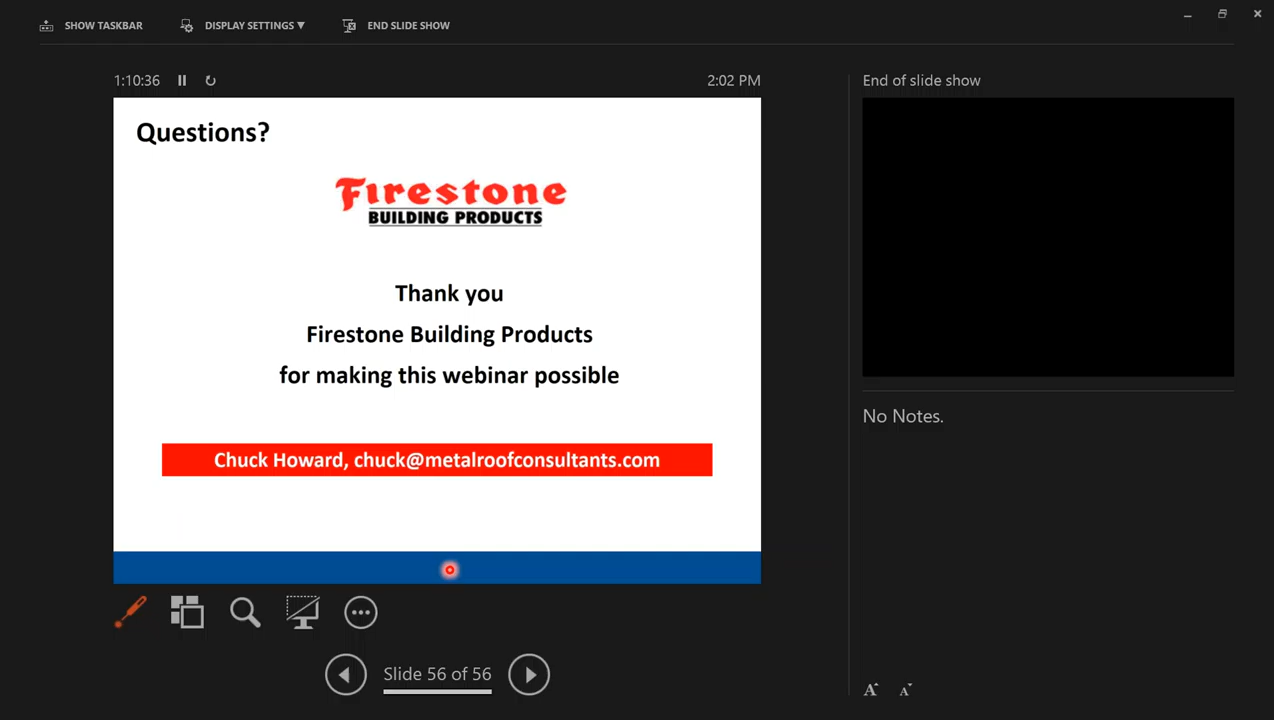 SHOW TASKBAR
DISPLAY SETTINGS
END SLIDE SHOW
1:10:36
2:02 PM
End of slide show
Questions?
Firestone
BUILDING PRODUCTS
Thank you
Firestone Building Products
for making this webinar possible
Chuck Howard, chuck@metalroofconsultants.com
No Notes.
Slide 56 of 56
A
A